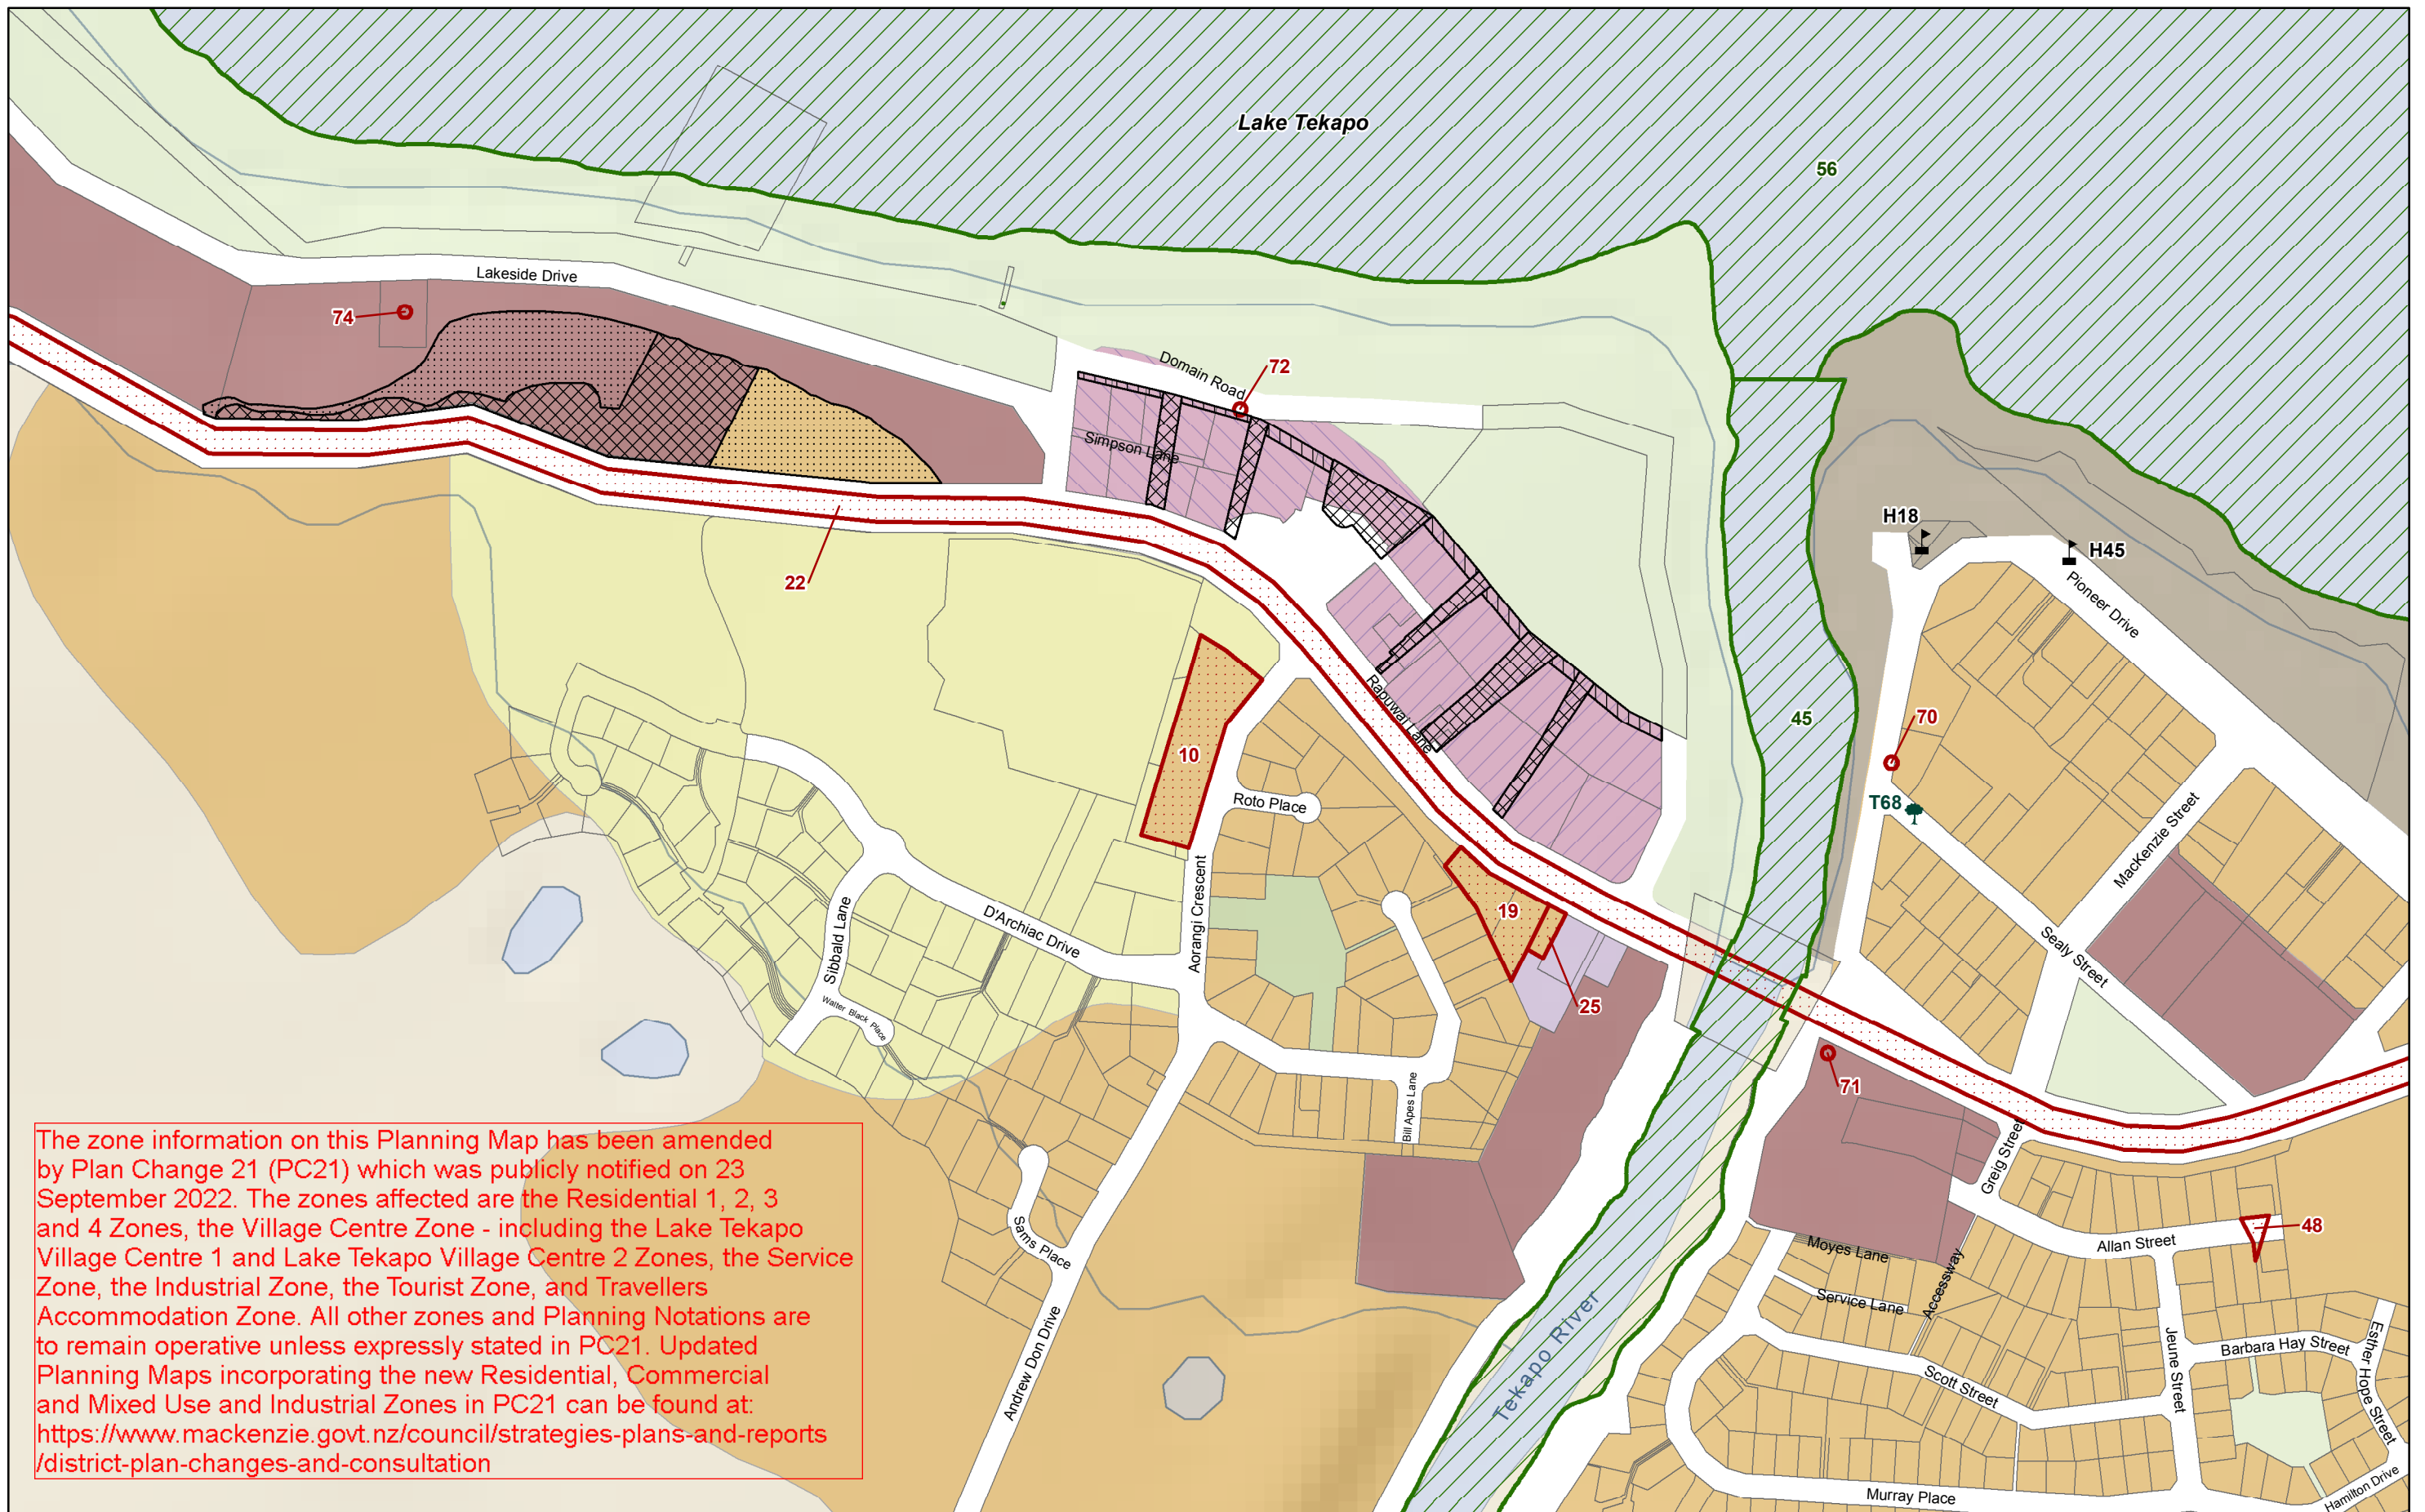 Lake Tekapo
56
Lakeside Drive
74
Domain Road
72
Simpson Lane
22
H18
H45
Pioneer Drive
10
Rapuwai Lane
45
70
T68
Roto Place
MacKenzie Street
Aorangi Crescent
19
25
Sibbald Lane
D'Archiac Drive
Walter Black Place
Sealy Street
71
Bill Apes Lane
Greig Street
48
Allan Street
Moyes Lane
Accessway
Service Lane
Sams Place
Andrew Don Drive
Tekapo River
Scott Street
Jeune Street
Barbara Hay Street
Esther Hope Street
Murray Place
Hamilton Drive
The zone information on this Planning Map has been amended
by Plan Change 21 (PC21) which was publicly notified on 23
September 2022. The zones affected are the Residential 1, 2, 3
and 4 Zones, the Village Centre Zone - including the Lake Tekapo
Village Centre 1 and Lake Tekapo Village Centre 2 Zones, the Service
Zone, the Industrial Zone, the Tourist Zone, and Travellers
Accommodation Zone. All other zones and Planning Notations are
to remain operative unless expressly stated in PC21. Updated
Planning Maps incorporating the new Residential, Commercial
and Mixed Use and Industrial Zones in PC21 can be found at:
https://www.mackenzie.govt.nz/council/strategies-plans-and-reports
/district-plan-changes-and-consultation